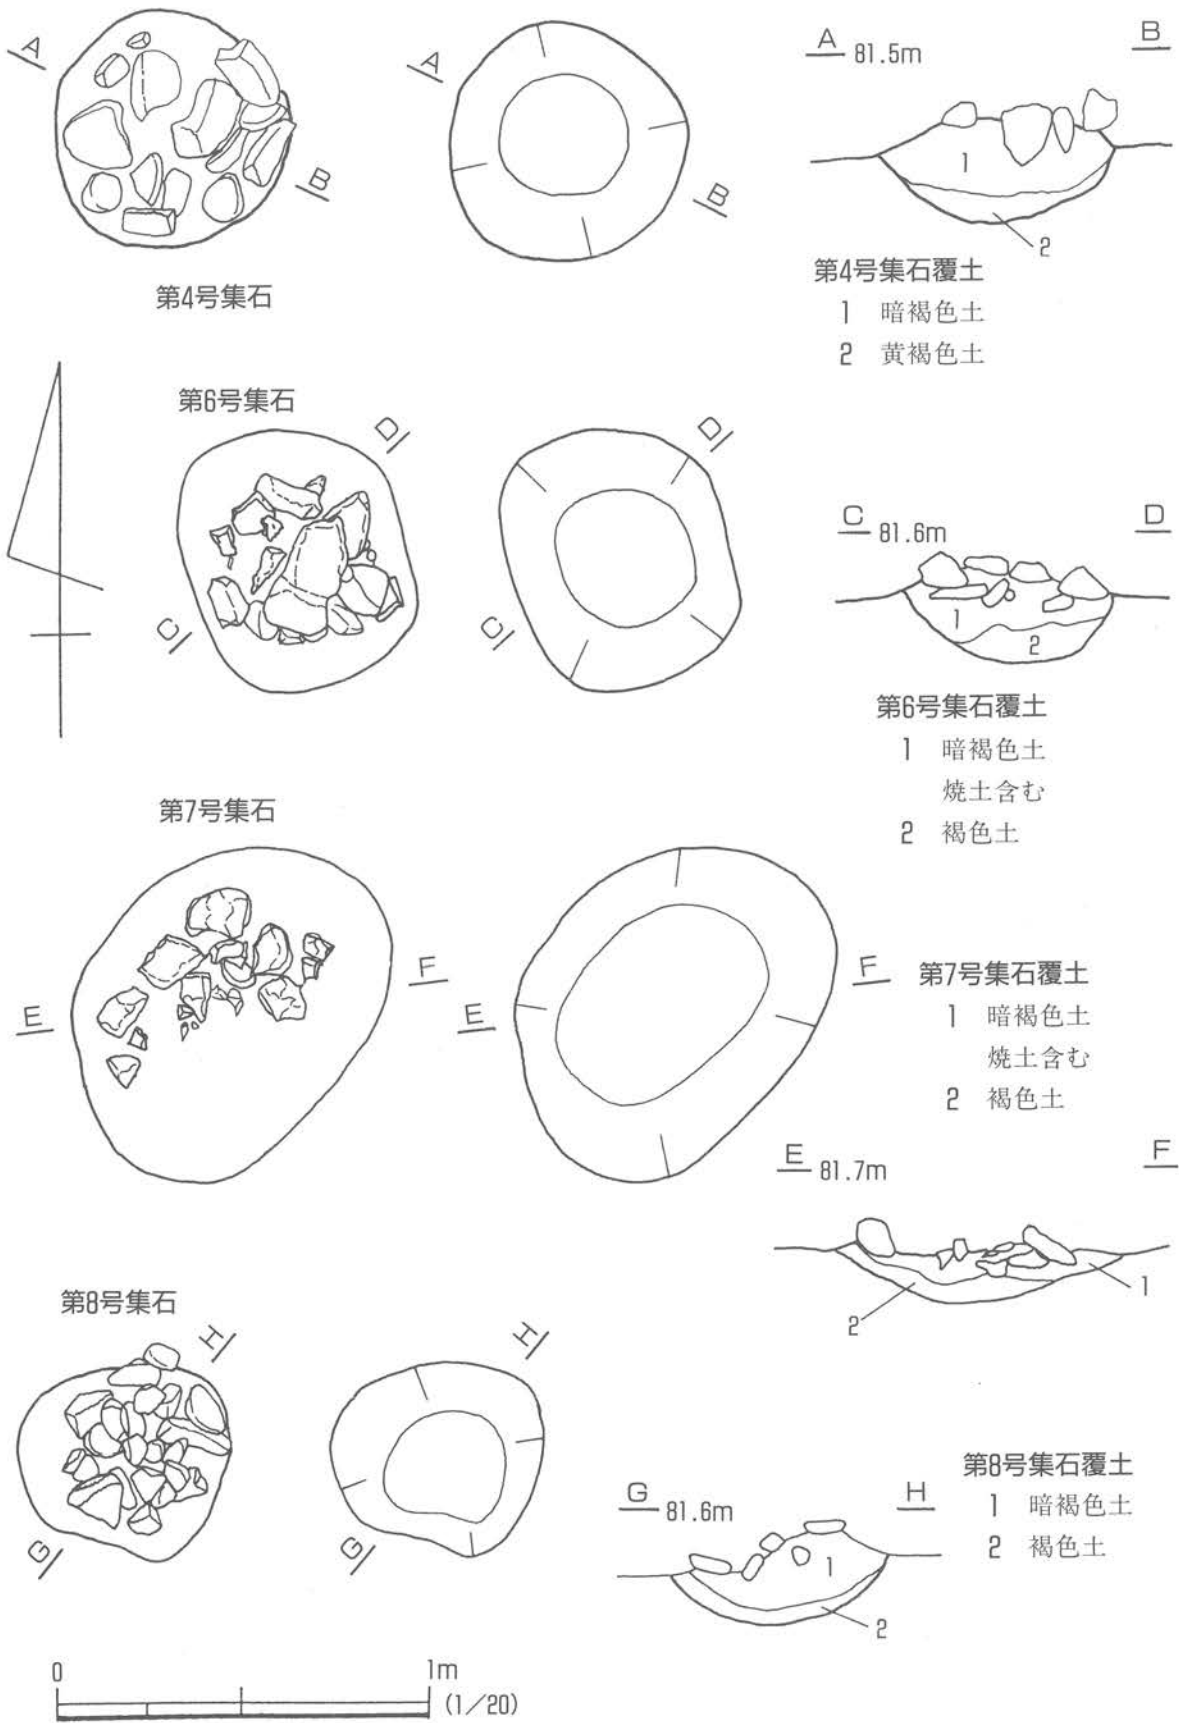 A
B
第4号集石
A
B
A 81.5m B
1
2
第4号集石覆土
1 暗褐色土
2 黄褐色土
第6号集石
D
C
D
C
C 81.6m D
1
2
第6号集石覆土
1 暗褐色土
焼土含む
2 褐色土
第7号集石
E
F
E
F
第7号集石覆土
1 暗褐色土
焼土含む
2 褐色土
E 81.7m F
1
2
第8号集石
H
G
H
G
G 81.6m H
1
2
第8号集石覆土
1 暗褐色土
2 褐色土
0 1m
(1/20)